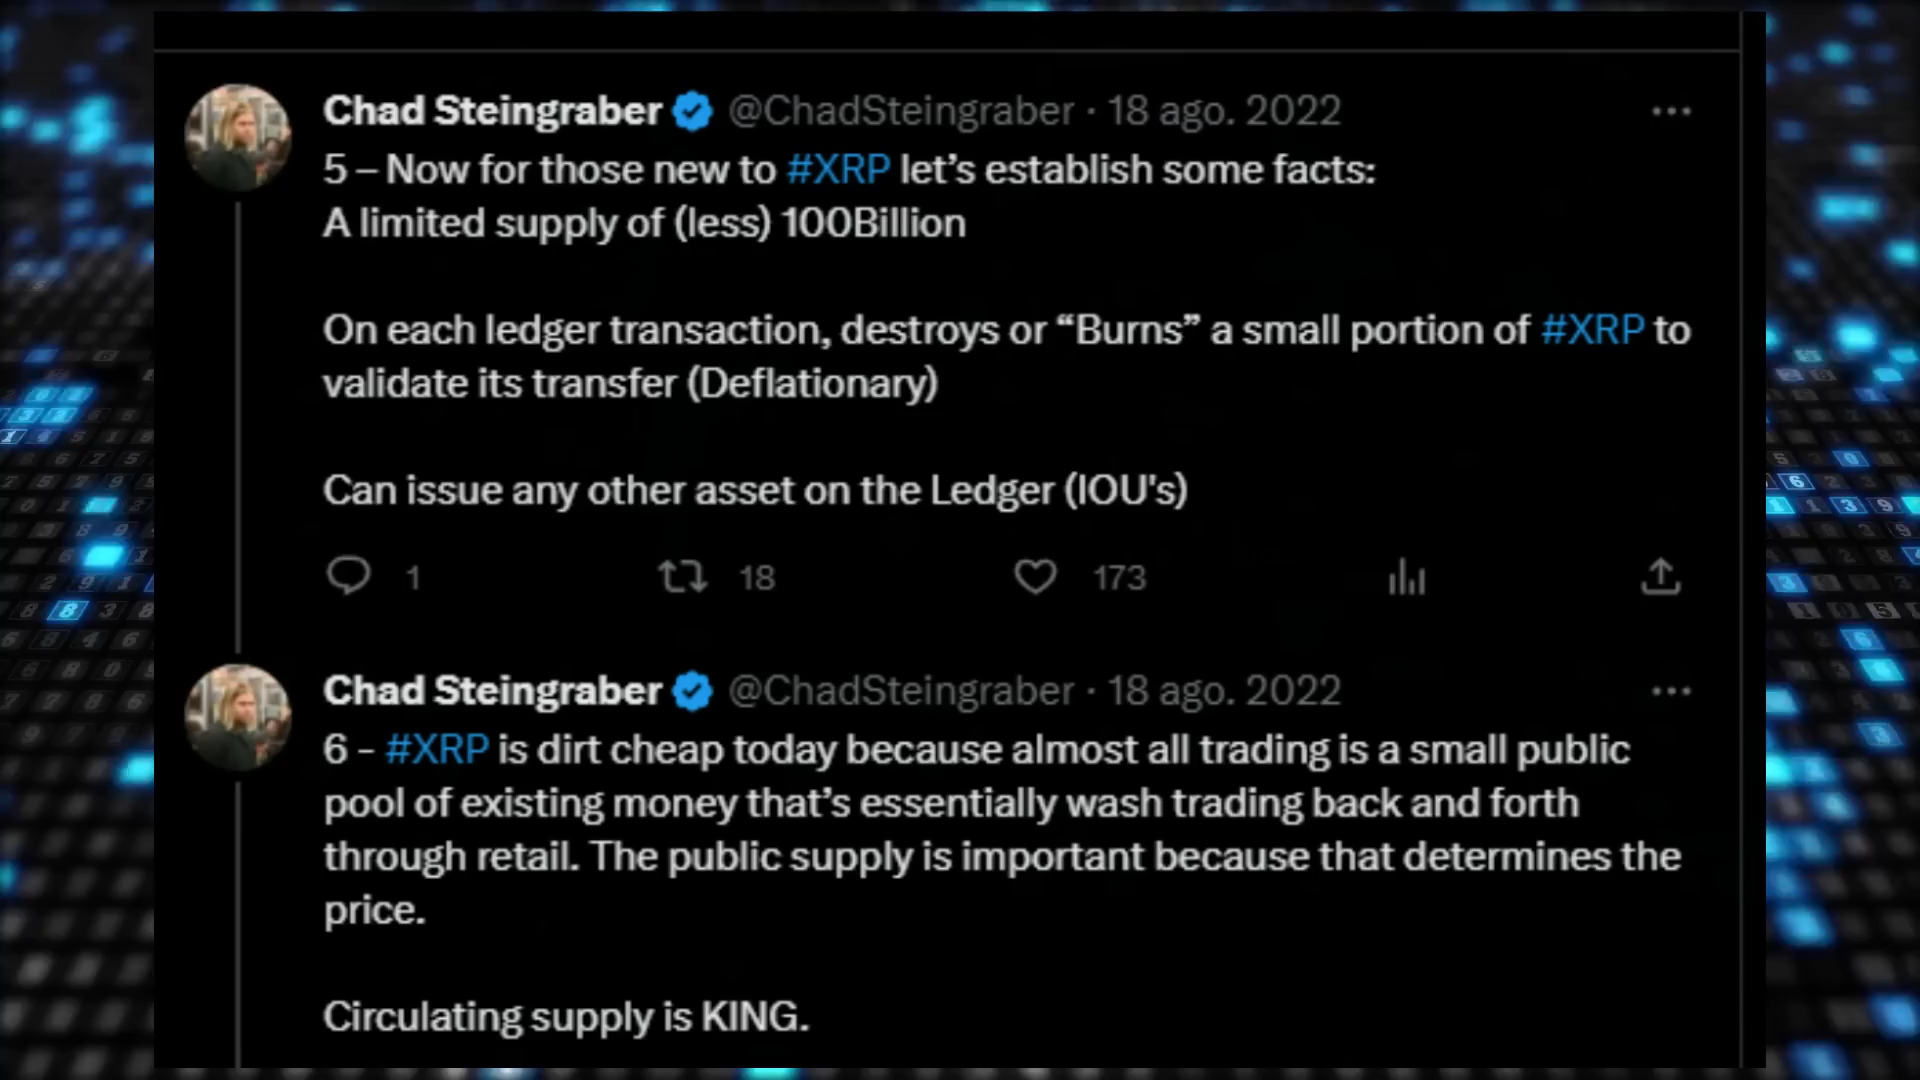 Chad Steingraber @ChadSteingraber · 18 ago. 2022
5 – Now for those new to #XRP let’s establish some facts:
A limited supply of (less) 100Billion
On each ledger transaction, destroys or “Burns” a small portion of #XRP to
validate its transfer (Deflationary)
Can issue any other asset on the Ledger (IOU's)
1 18 173
Chad Steingraber @ChadSteingraber · 18 ago. 2022
6 - #XRP is dirt cheap today because almost all trading is a small public
pool of existing money that’s essentially wash trading back and forth
through retail. The public supply is important because that determines the
price.
Circulating supply is KING.